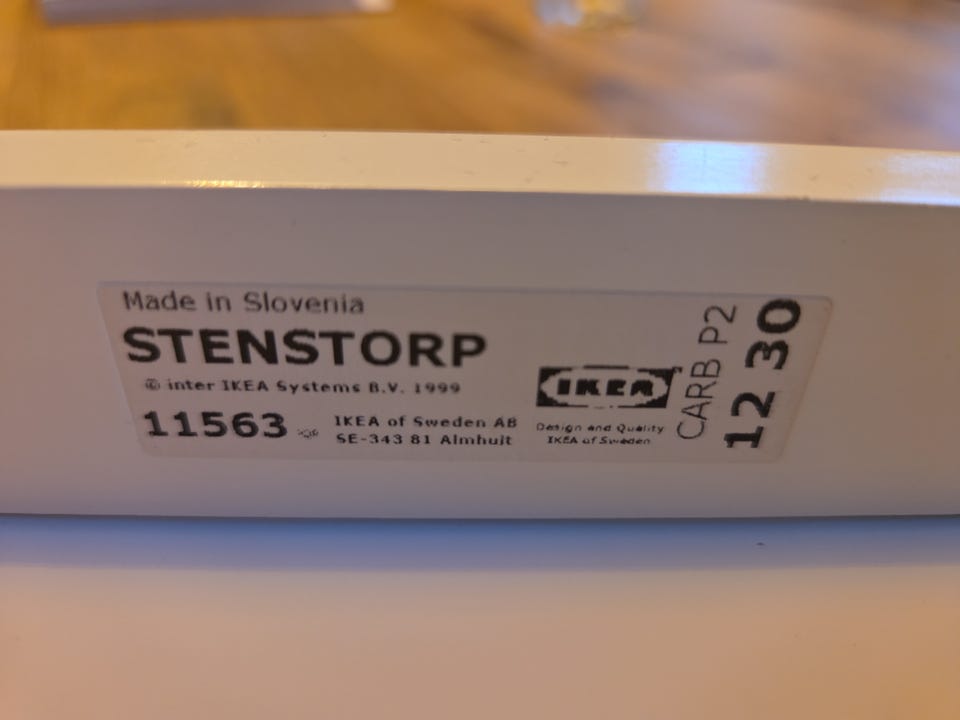 Made in Slovenia
STENSTORP
© Inter IKEA Systems B.V. 1999
11563
IKEA of Sweden AB
SE-343 81 Älmhult
IKEA
Design and Quality
IKEA of Sweden
CARB P2
12 30